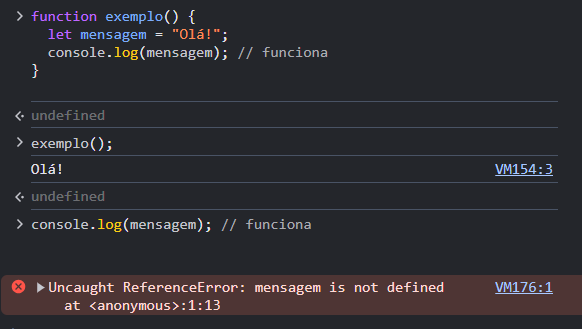 function exemplo() {
let mensagem = "Olá!";
console.log(mensagem); // funciona
}
undefined
exemplo();
Olá! VM154:3
undefined
console.log(mensagem); // funciona
Uncaught ReferenceError: mensagem is not defined VM176:1
at <anonymous>:1:13